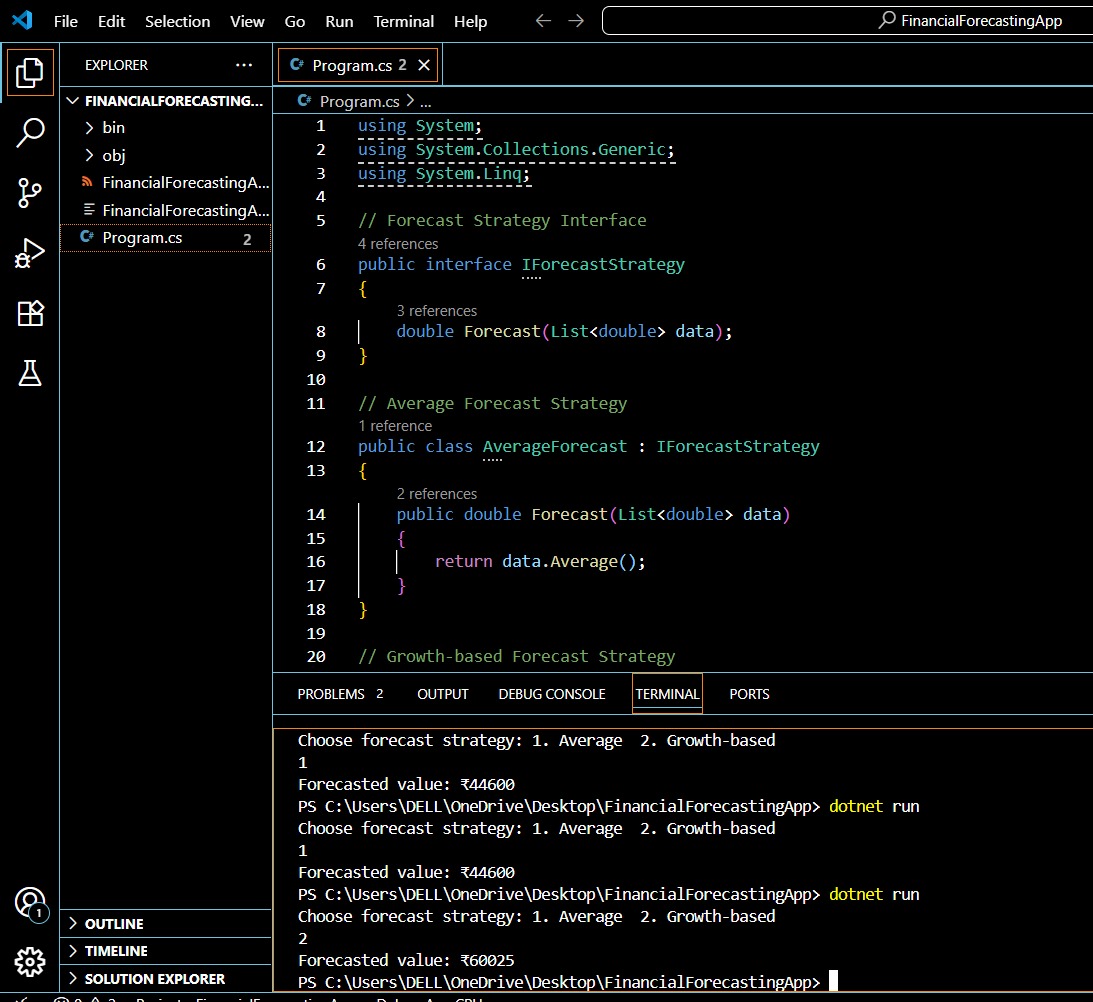 File Edit Selection View Go Run Terminal Help
FinancialForecastingApp
EXPLORER
FINANCIALFORECASTING...
bin
obj
FinancialForecastingA...
FinancialForecastingA...
C# Program.cs 2
OUTLINE
TIMELINE
SOLUTION EXPLORER
1
C# Program.cs 2
C# Program.cs > ...
1 using System;
2 using System.Collections.Generic;
3 using System.Linq;
4
5 // Forecast Strategy Interface
4 references
6 public interface IForecastStrategy
7 {
3 references
8 double Forecast(List<double> data);
9 }
10
11 // Average Forecast Strategy
1 reference
12 public class AverageForecast : IForecastStrategy
13 {
2 references
14 public double Forecast(List<double> data)
15 {
16 return data.Average();
17 }
18 }
19
20 // Growth-based Forecast Strategy
PROBLEMS 2 OUTPUT DEBUG CONSOLE TERMINAL PORTS
Choose forecast strategy: 1. Average 2. Growth-based
1
Forecasted value: ₹44600
PS C:\Users\DELL\OneDrive\Desktop\FinancialForecastingApp> dotnet run
Choose forecast strategy: 1. Average 2. Growth-based
1
Forecasted value: ₹44600
PS C:\Users\DELL\OneDrive\Desktop\FinancialForecastingApp> dotnet run
Choose forecast strategy: 1. Average 2. Growth-based
2
Forecasted value: ₹60025
PS C:\Users\DELL\OneDrive\Desktop\FinancialForecastingApp>